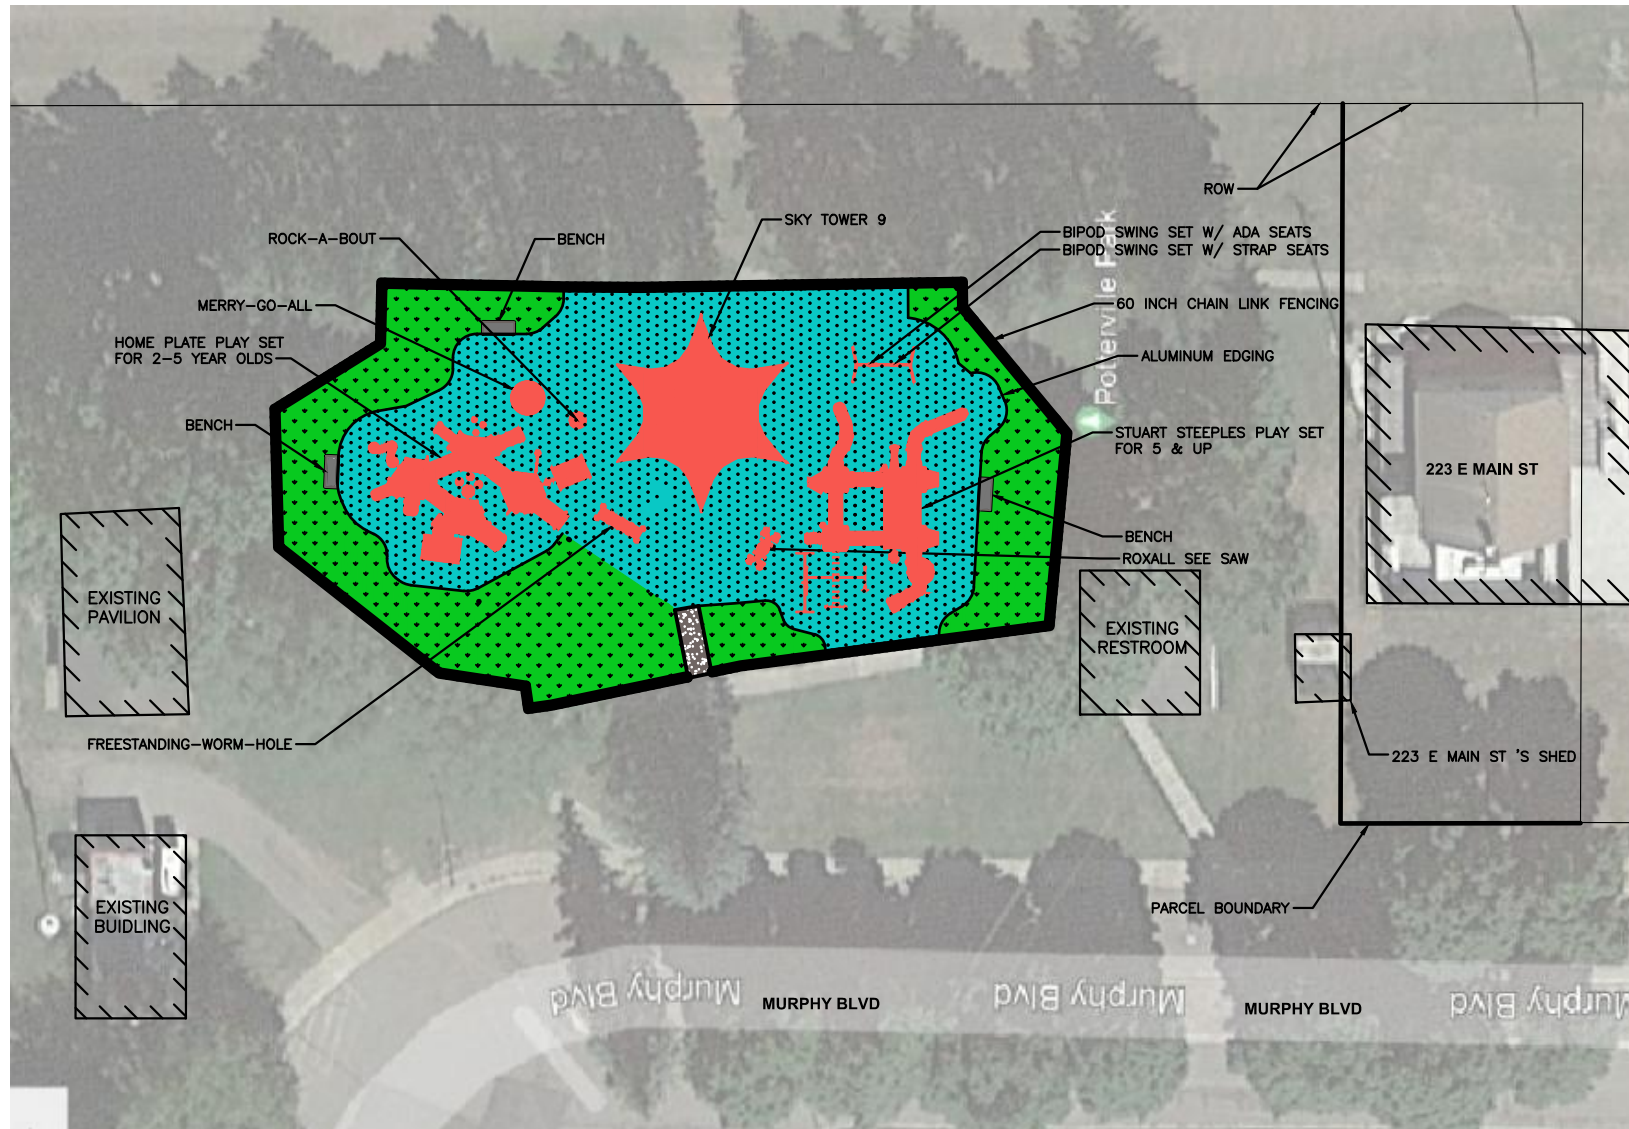 ROW
SKY TOWER 9
BIPOD SWING SET W/ ADA SEATS
BIPOD SWING SET W/ STRAP SEATS
ROCK-A-BOUT
BENCH
Potterville Park
MERRY-GO-ALL
60 INCH CHAIN LINK FENCING
HOME PLATE PLAY SET
FOR 2-5 YEAR OLDS
ALUMINUM EDGING
BENCH
STUART STEEPLES PLAY SET
FOR 5 & UP
223 E MAIN ST
BENCH
ROXALL SEE SAW
EXISTING
PAVILION
EXISTING
RESTROOM
FREESTANDING-WORM-HOLE
223 E MAIN ST 'S SHED
EXISTING
BUIDLING
PARCEL BOUNDARY
Murphy Blvd
MURPHY BLVD
Murphy Blvd
MURPHY BLVD
Murphy Blvd